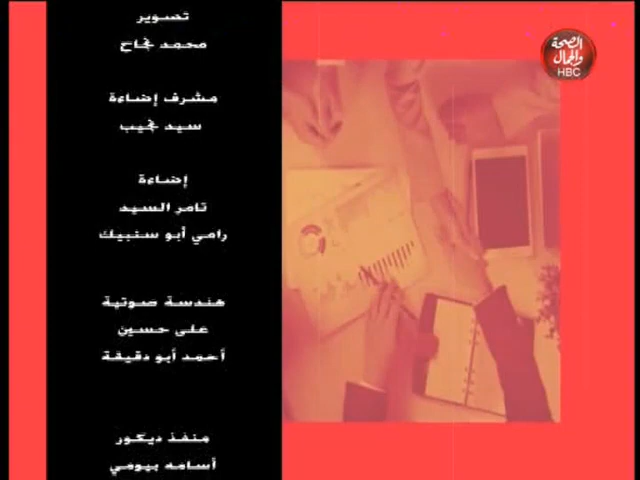 تصوير
محمد نجاح
مشرف إضاءة
سيد نجيب
إضاءة
تامر السيد
رامي أبو سنبيك
هندسة صوتية
على حسين
أحمد أبو دقيقة
منفذ ديكور
أسامه بيومي
الصحة
والجمال
HBC